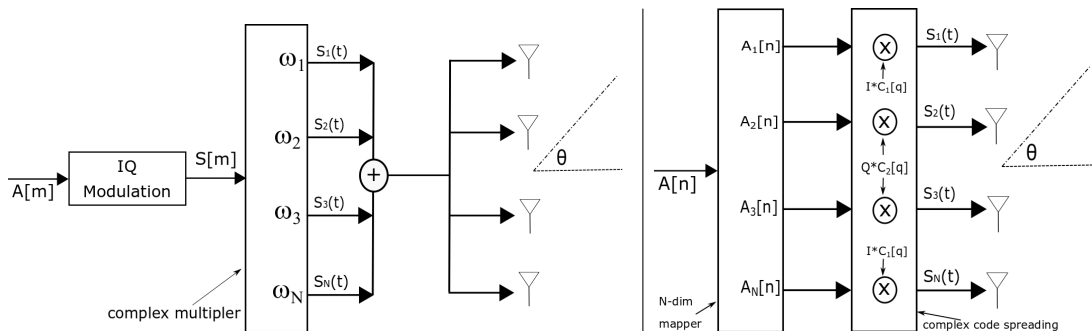 A[m]
IQ
Modulation
S[m]
ω1
ω2
ω3
ωN
S1(t)
S2(t)
S3(t)
SN(t)
+
θ
complex multipler
A[n]
N-dim
mapper
A1[n]
A2[n]
A3[n]
AN[n]
X
I*C1[q]
X
Q*C2[q]
X
I*C1[q]
X
S1(t)
S2(t)
S3(t)
SN(t)
θ
complex code spreading